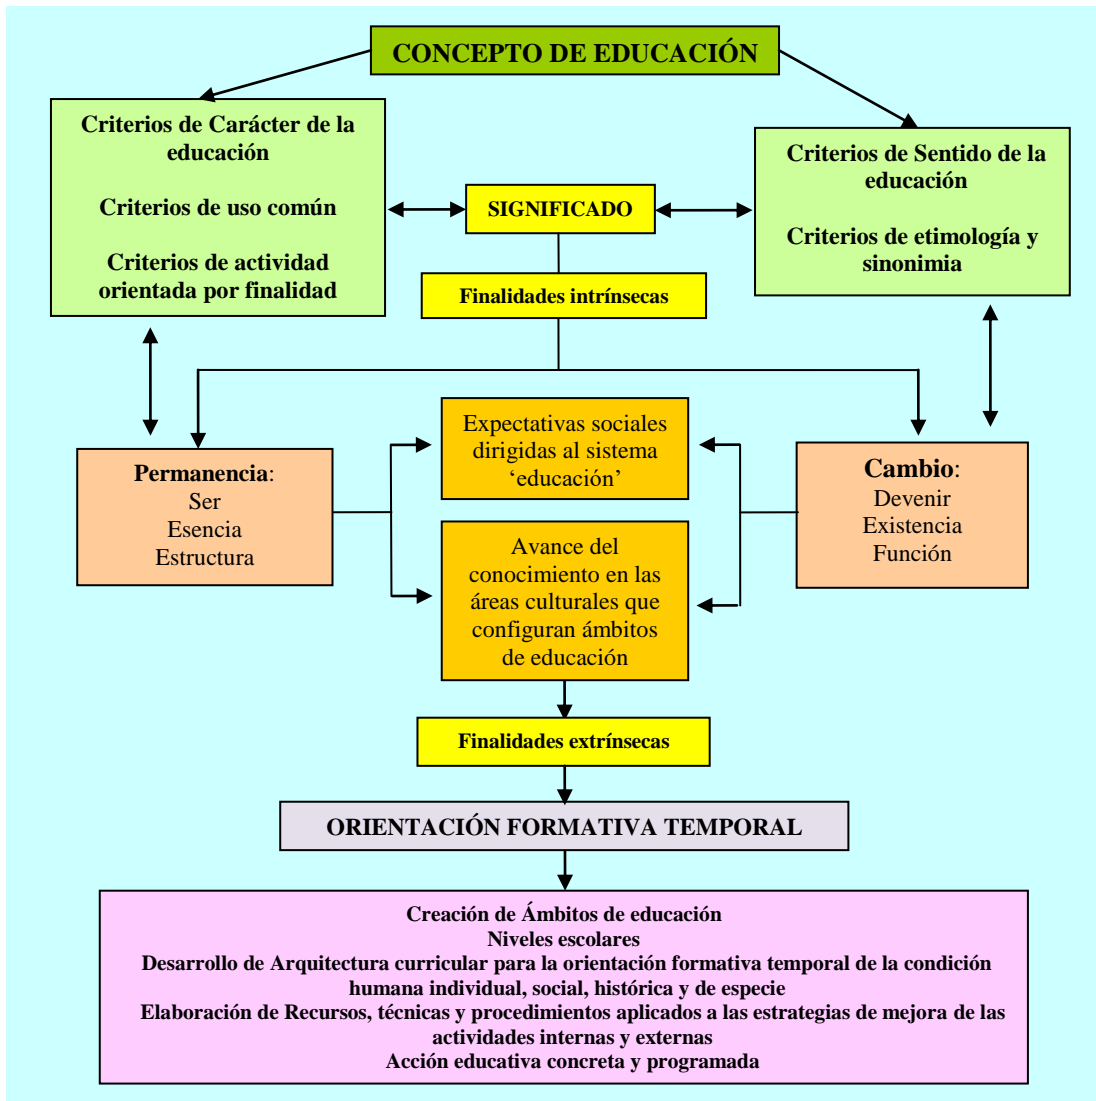 CONCEPTO DE EDUCACIÓN
Criterios de Carácter de la
educación
Criterios de uso común
Criterios de actividad
orientada por finalidad
SIGNIFICADO
Criterios de Sentido de la
educación
Criterios de etimología y
sinonimia
Finalidades intrínsecas
Permanencia:
Ser
Esencia
Estructura
Expectativas sociales
dirigidas al sistema
‘educación’
Avance del
conocimiento en las
áreas culturales que
configuran ámbitos
de educación
Cambio:
Devenir
Existencia
Función
Finalidades extrínsecas
ORIENTACIÓN FORMATIVA TEMPORAL
Creación de Ámbitos de educación
Niveles escolares
Desarrollo de Arquitectura curricular para la orientación formativa temporal de la condición
humana individual, social, histórica y de especie
Elaboración de Recursos, técnicas y procedimientos aplicados a las estrategias de mejora de las
actividades internas y externas
Acción educativa concreta y programada